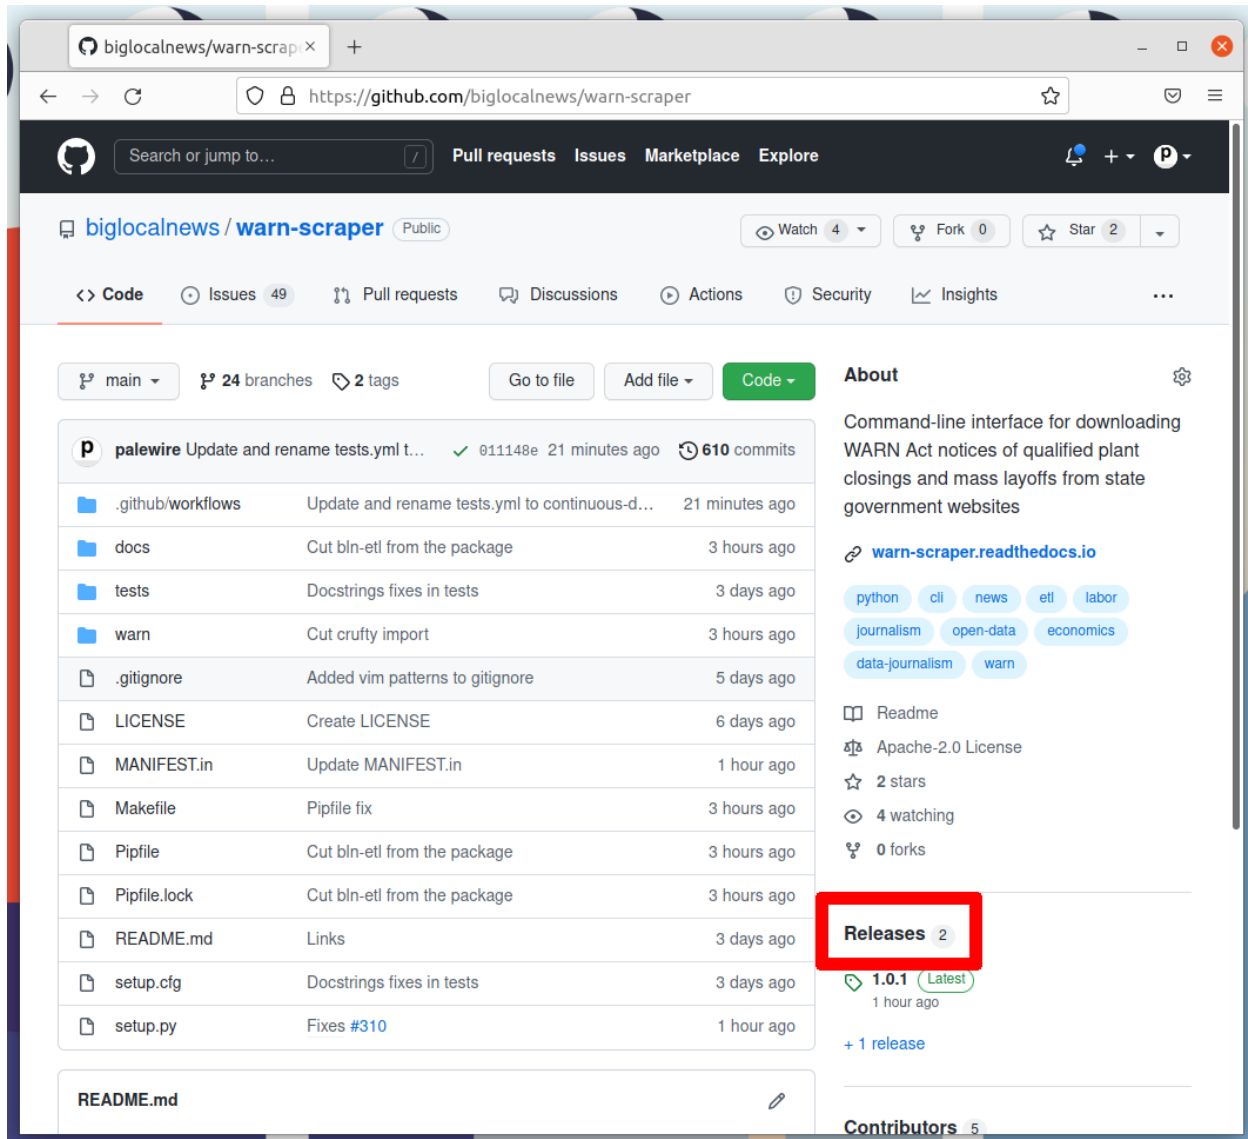 biglocalnews/warn-scrap
https://github.com/biglocalnews/warn-scraper
Search or jump to... / Pull requests Issues Marketplace Explore
biglocalnews / warn-scraper Public Watch 4 Fork 0 Star 2
Code Issues 49 Pull requests Discussions Actions Security Insights
main 24 branches 2 tags Go to file Add file Code
palewire Update and rename tests.yml t... 011148e 21 minutes ago 610 commits
.github/workflows Update and rename tests.yml to continuous-d... 21 minutes ago
docs Cut bln-etl from the package 3 hours ago
tests Docstrings fixes in tests 3 days ago
warn Cut crufty import 3 hours ago
.gitignore Added vim patterns to gitignore 5 days ago
LICENSE Create LICENSE 6 days ago
MANIFEST.in Update MANIFEST.in 1 hour ago
Makefile Pipfile fix 3 hours ago
Pipfile Cut bln-etl from the package 3 hours ago
Pipfile.lock Cut bln-etl from the package 3 hours ago
README.md Links 3 days ago
setup.cfg Docstrings fixes in tests 3 days ago
setup.py Fixes #310 1 hour ago
README.md
About
Command-line interface for downloading
WARN Act notices of qualified plant
closings and mass layoffs from state
government websites
warn-scraper.readthedocs.io
python cli news etl labor
journalism open-data economics
data-journalism warn
Readme
Apache-2.0 License
2 stars
4 watching
0 forks
Releases 2
1.0.1 Latest
1 hour ago
+ 1 release
Contributors 5